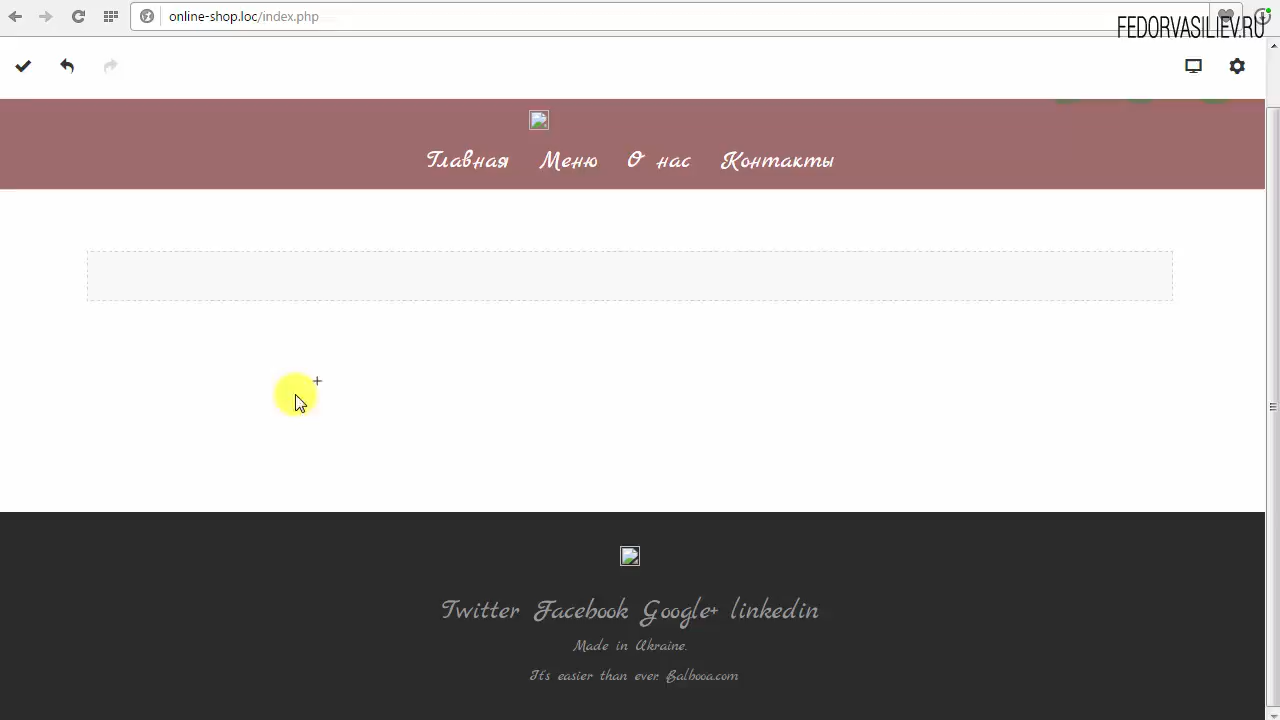 online-shop.loc/index.php
FEDORVASILIEV.RU
Главная Меню О нас Контакты
Twitter Facebook Google+ linkedin
Made in Ukraine.
It's easier than ever. Balbooa.com